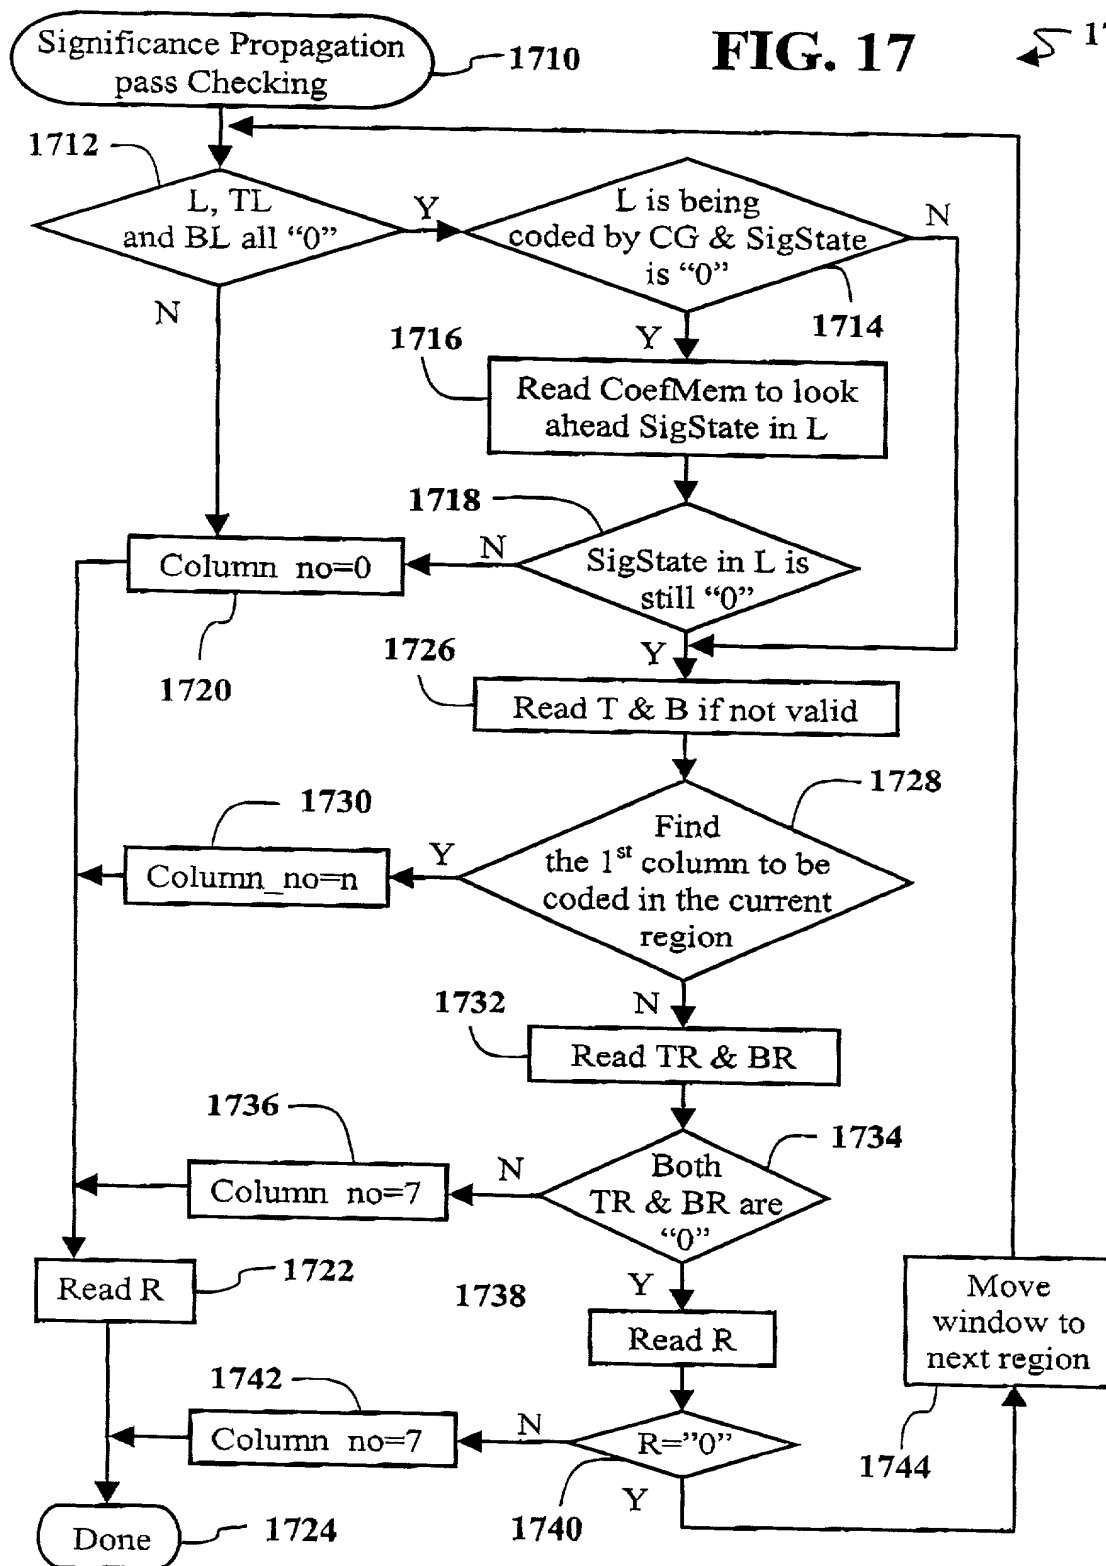 Significance Propagation
pass Checking
1710
FIG. 17
1712
L, TL
and BL all “0”
Y
N
L is being
coded by CG & SigState
is “0”
N
Y
1714
1716
Read CoefMem to look
ahead SigState in L
1718
SigState in L is
still “0”
N
Y
Column no=0
1720
1726
Read T & B if not valid
1728
Find
the 1st column to be
coded in the current
region
Y
N
1730
Column_no=n
1732
Read TR & BR
1734
Both
TR & BR are
“0”
N
Y
1736
Column no=7
Read R
1722
1738
Read R
Move
window to
next region
1744
1742
Column no=7
N
R=”0”
Y
1740
Done
1724